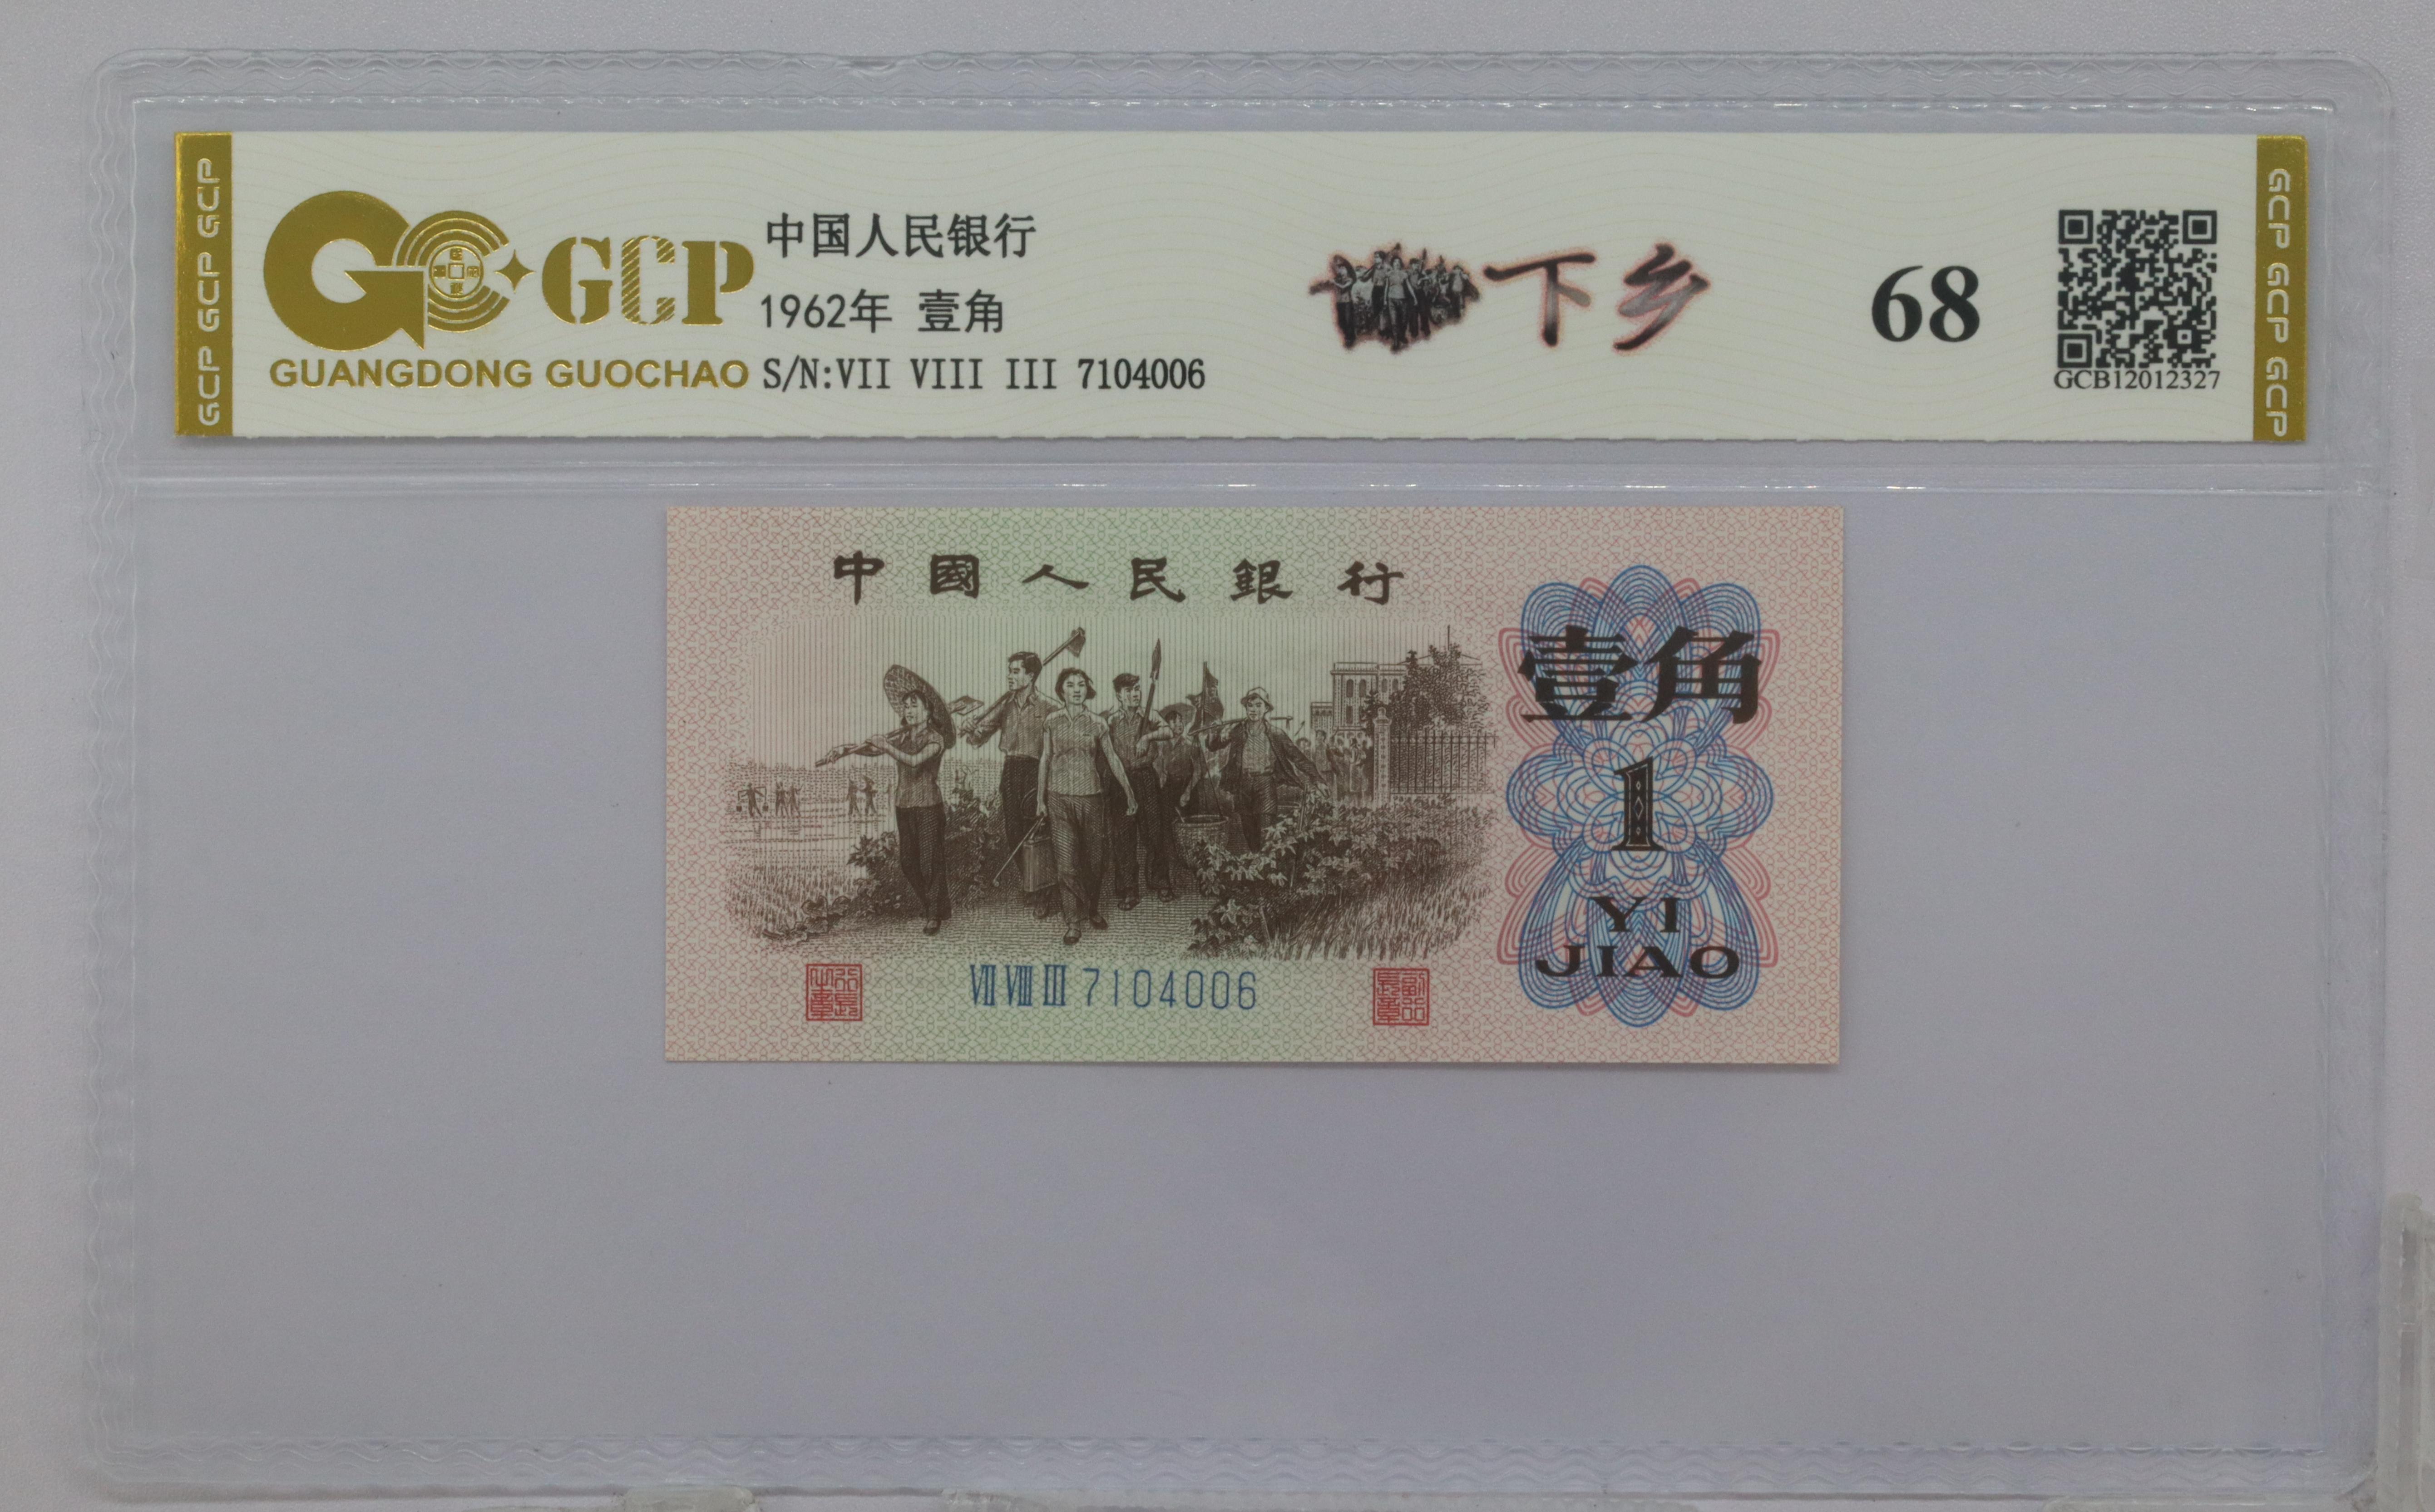 GCP GCP GCP
GCP
GUANGDONG GUOCHAO
中国人民银行
1962年 壹角
S/N:VII VIII III 7104006
下乡
68
GCB12012327
GCP GCP GCP
中國人民銀行
壹角
1
YI
JIAO
VII VIII III 7104006